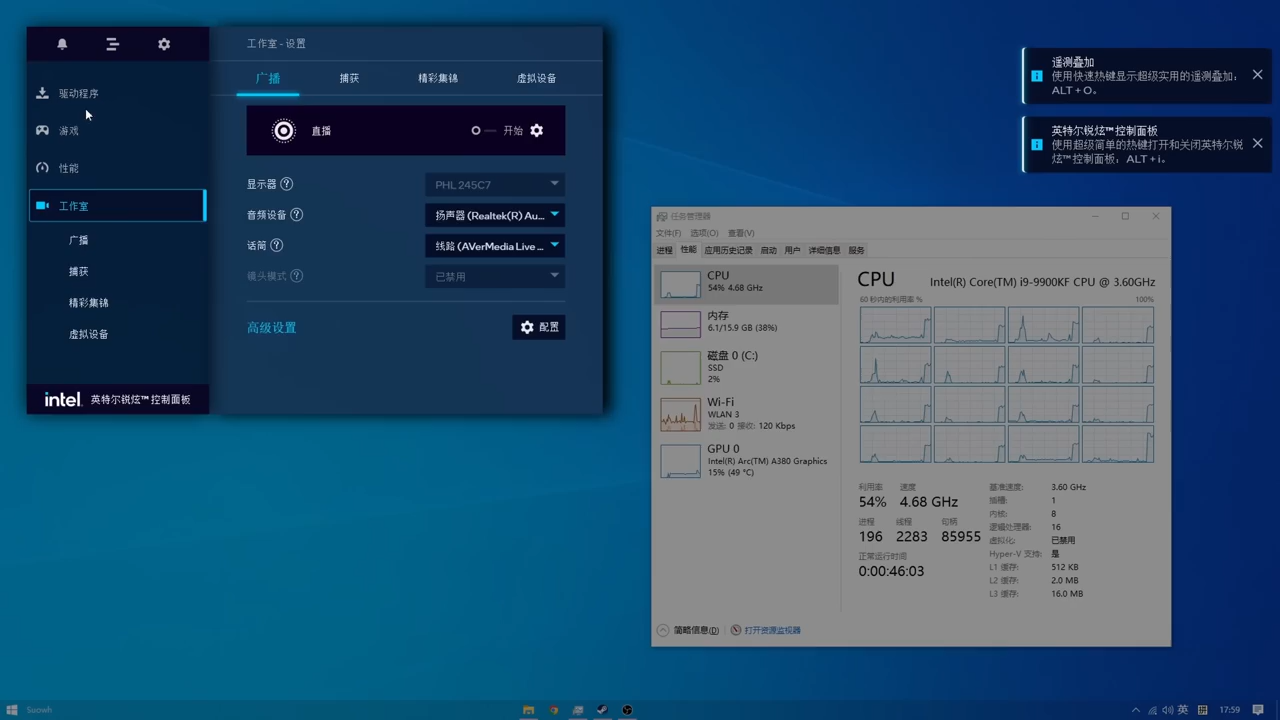 工作室 - 设置
广播
捕获
精彩集锦
虚拟设备
驱动程序
游戏
性能
工作室
广播
捕获
精彩集锦
虚拟设备
intel. 英特尔锐炫™ 控制面板
直播
开始
显示器
PHL 245C7
音频设备
扬声器 (Realtek(R) Au...
话筒
线路 (AVerMedia Live ...
镜头模式
已禁用
高级设置
配置
遥测叠加
使用快速热键显示超级实用的遥测叠加:
ALT + O。
英特尔锐炫™ 控制面板
使用超级简单的热键打开和关闭英特尔锐
炫™ 控制面板: ALT + i。
任务管理器
文件(F) 选项(O) 查看(V)
进程 性能 应用历史记录 启动 用户 详细信息 服务
CPU
54% 4.68 GHz
内存
6.1/15.9 GB (38%)
磁盘 0 (C:)
SSD
2%
Wi-Fi
WLAN 3
发送: 0 接收: 120 Kbps
GPU 0
Intel(R) Arc(TM) A380 Graphics
15% (49 °C)
CPU Intel(R) Core(TM) i9-9900KF CPU @ 3.60GHz
60 秒内的利用率 % 100%
利用率 速度
54% 4.68 GHz
进程 线程 句柄
196 2283 85955
正常运行时间
0:00:46:03
基准速度: 3.60 GHz
插槽: 1
内核: 8
逻辑处理器: 16
虚拟化: 已禁用
Hyper-V 支持: 是
L1 缓存: 512 KB
L2 缓存: 2.0 MB
L3 缓存: 16.0 MB
简略信息(D) 打开资源监视器
Suowh
英 拼 17:59